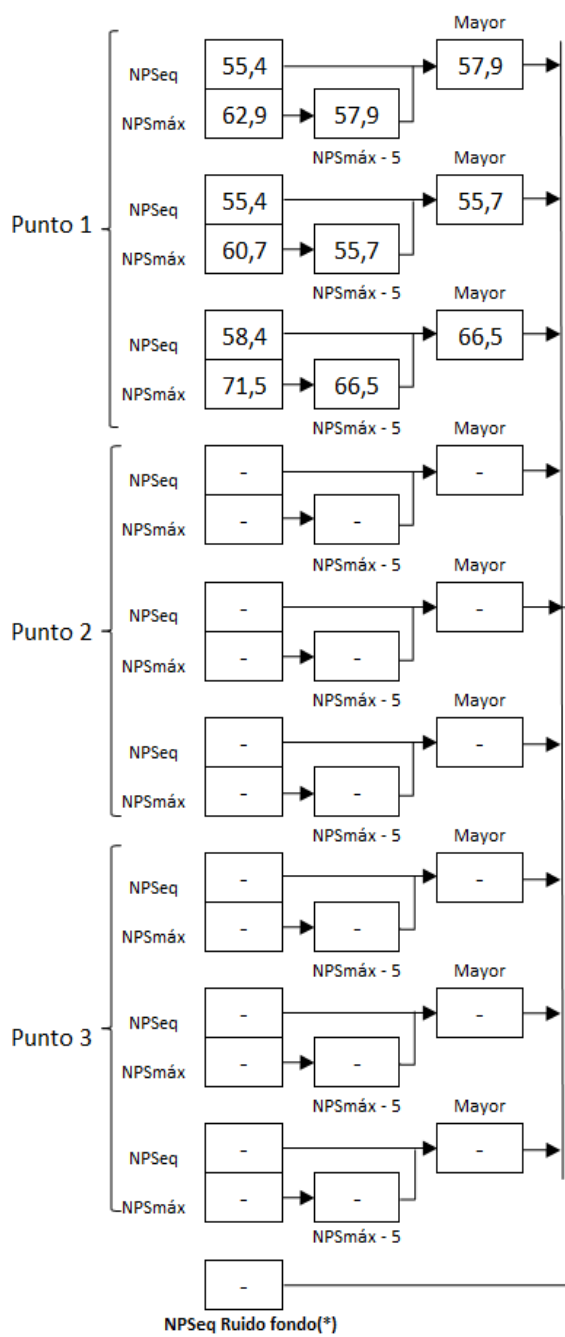 Mayor
NPSeq 55,4 57,9
NPSmáx 62,9 57,9
NPSmáx - 5
Mayor
Punto 1
NPSeq 55,4 55,7
NPSmáx 60,7 55,7
NPSmáx - 5
Mayor
NPSeq 58,4 66,5
NPSmáx 71,5 66,5
NPSmáx - 5
Mayor
NPSeq - -
NPSmáx - -
NPSmáx - 5
Mayor
Punto 2
NPSeq - -
NPSmáx - -
NPSmáx - 5
Mayor
NPSeq - -
NPSmáx - -
NPSmáx - 5
Mayor
NPSeq - -
NPSmáx - -
NPSmáx - 5
Mayor
Punto 3
NPSeq - -
NPSmáx - -
NPSmáx - 5
Mayor
NPSeq - -
NPSmáx - -
NPSmáx - 5
-
NPSeq Ruido fondo(*)